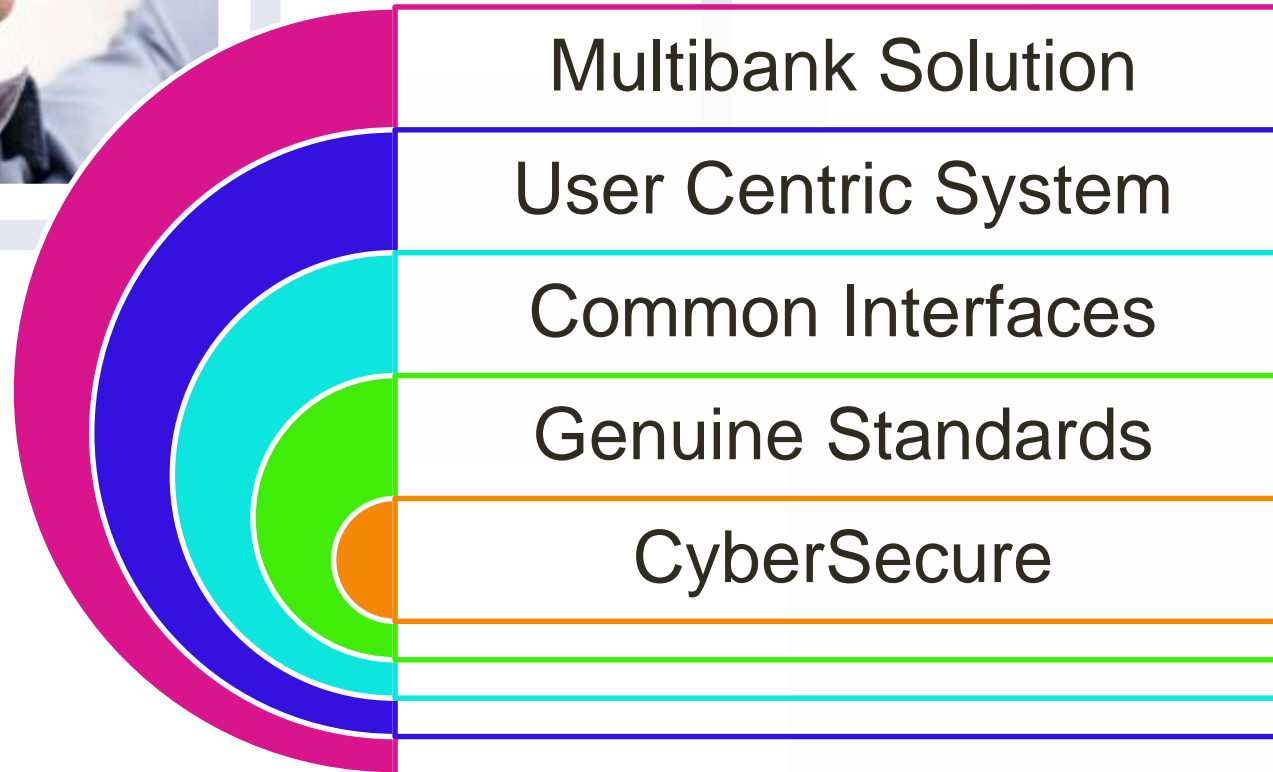 Multibank Solution
User Centric System
Common Interfaces
Genuine Standards
CyberSecure